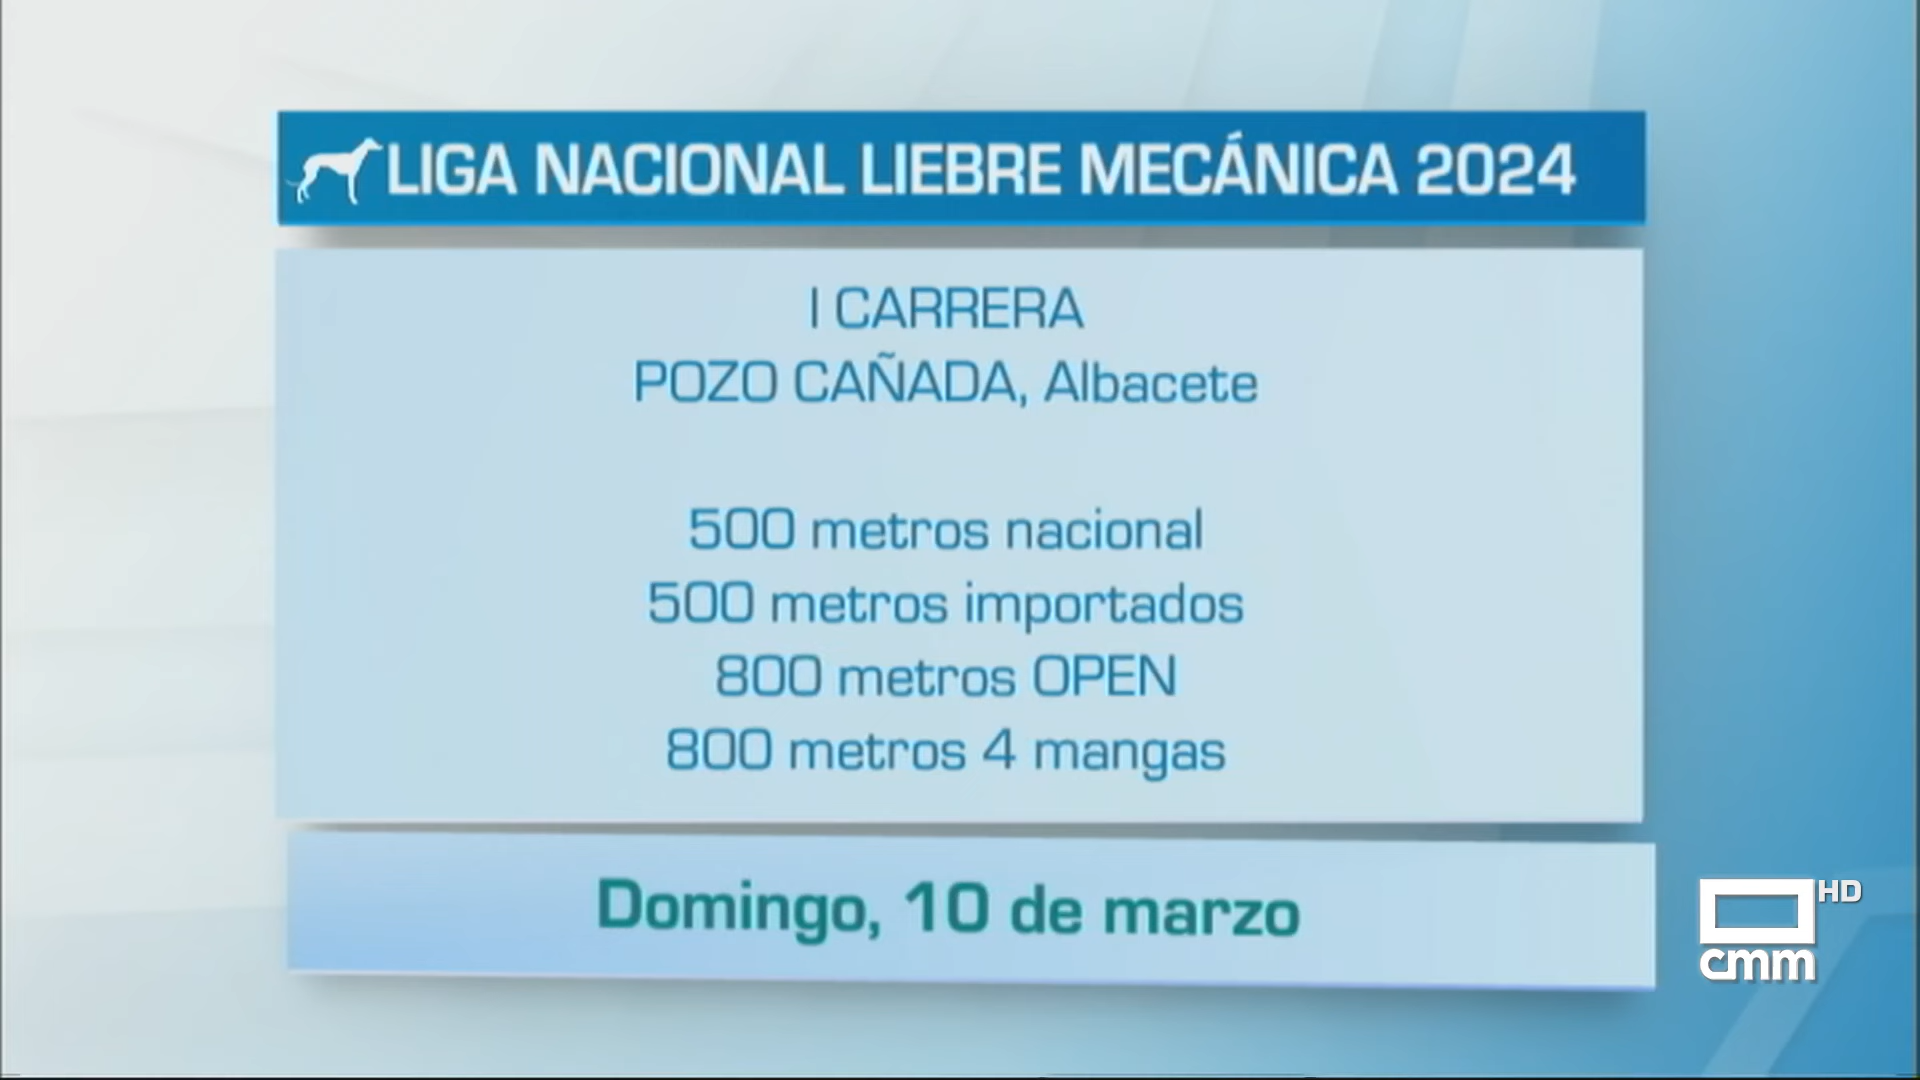 LIGA NACIONAL LIEBRE MECÁNICA 2024
I CARRERA
POZO CAÑADA, Albacete
500 metros nacional
500 metros importados
800 metros OPEN
800 metros 4 mangas
Domingo, 10 de marzo
HD
cmm